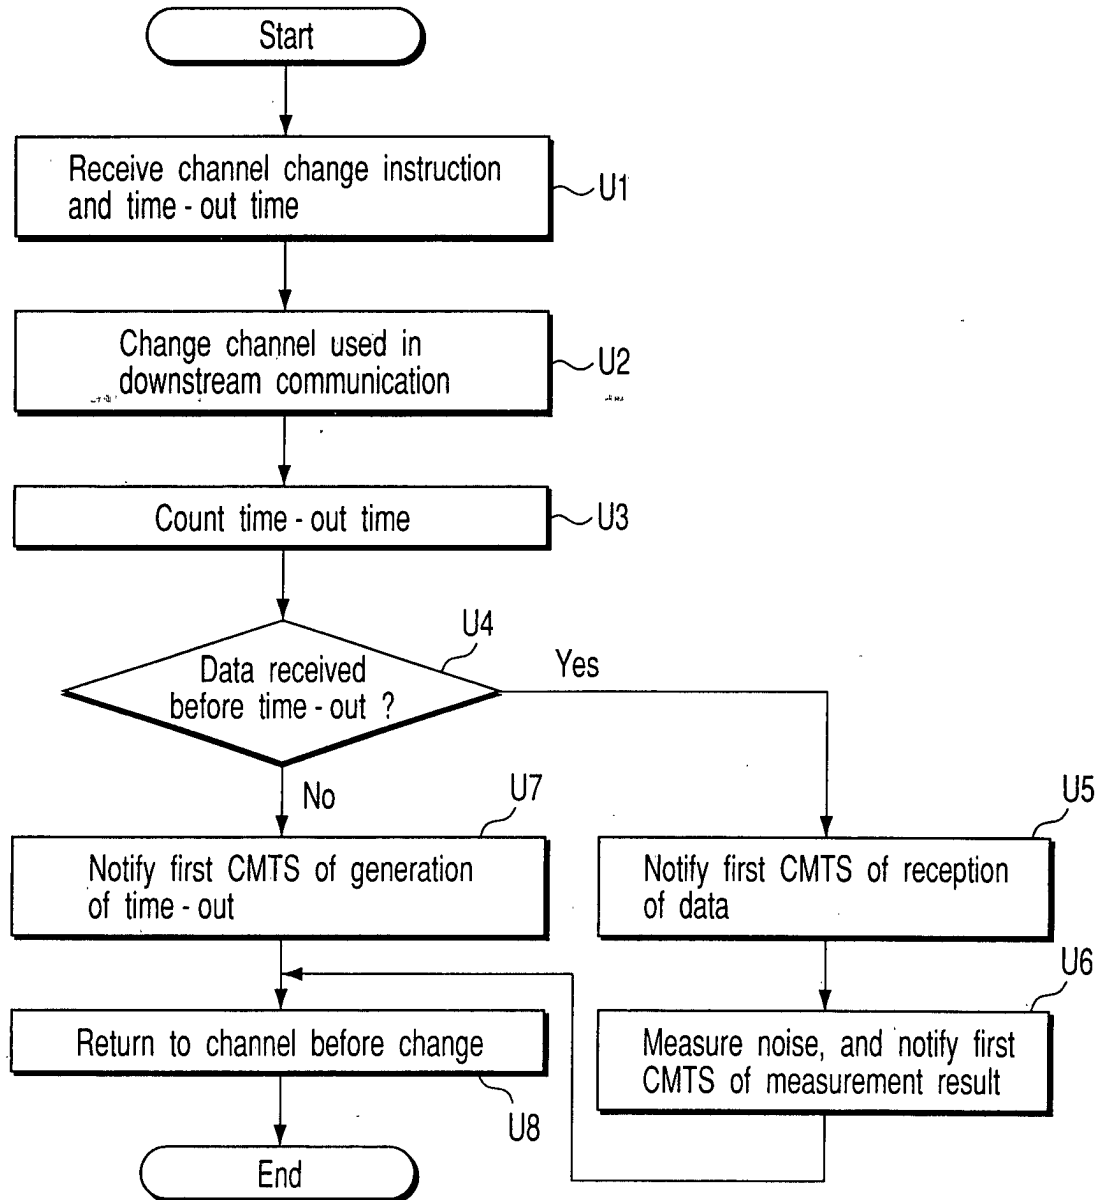 Start
Receive channel change instruction
and time - out time
U1
Change channel used in
downstream communication
U2
Count time - out time
U3
U4
Data received
before time - out ?
Yes
No
U7
Notify first CMTS of generation
of time - out
U5
Notify first CMTS of reception
of data
U6
Measure noise, and notify first
CMTS of measurement result
Return to channel before change
U8
End